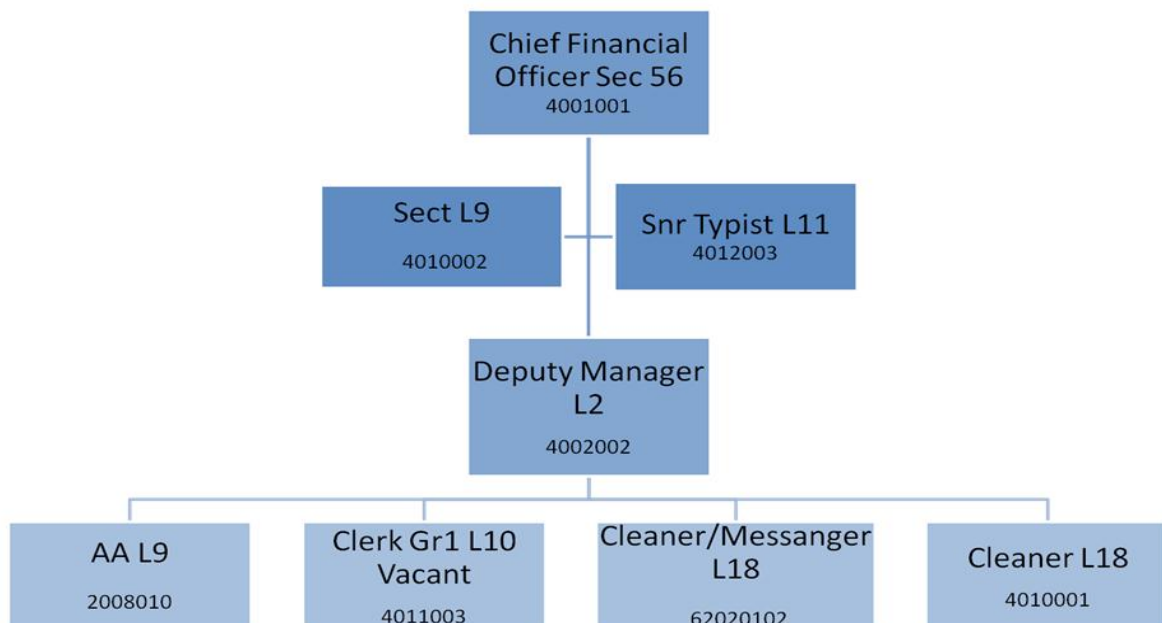 Chief Financial
Officer Sec 56
4001001
Sect L9
4010002
Snr Typist L11
4012003
Deputy Manager
L2
4002002
AA L9
2008010
Clerk Gr1 L10
Vacant
4011003
Cleaner/Messanger
L18
62020102
Cleaner L18
4010001